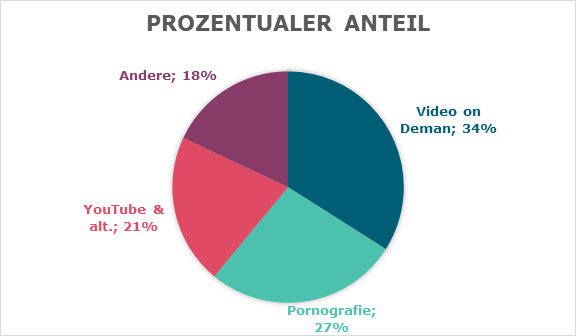 PROZENTUALER ANTEIL
Andere; 18%
Video on
Deman; 34%
YouTube &
alt.; 21%
Pornografie;
27%